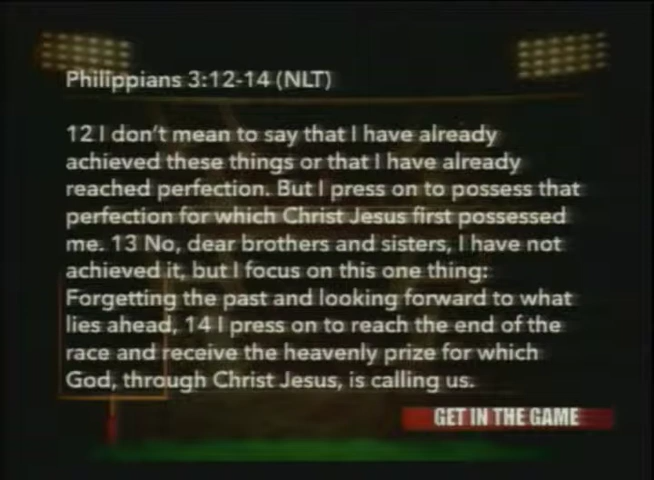 Philippians 3:12-14 (NLT)
12 I don't mean to say that I have already
achieved these things or that I have already
reached perfection. But I press on to possess that
perfection for which Christ Jesus first possessed
me. 13 No, dear brothers and sisters, I have not
achieved it, but I focus on this one thing:
Forgetting the past and looking forward to what
lies ahead, 14 I press on to reach the end of the
race and receive the heavenly prize for which
God, through Christ Jesus, is calling us.
GET IN THE GAME